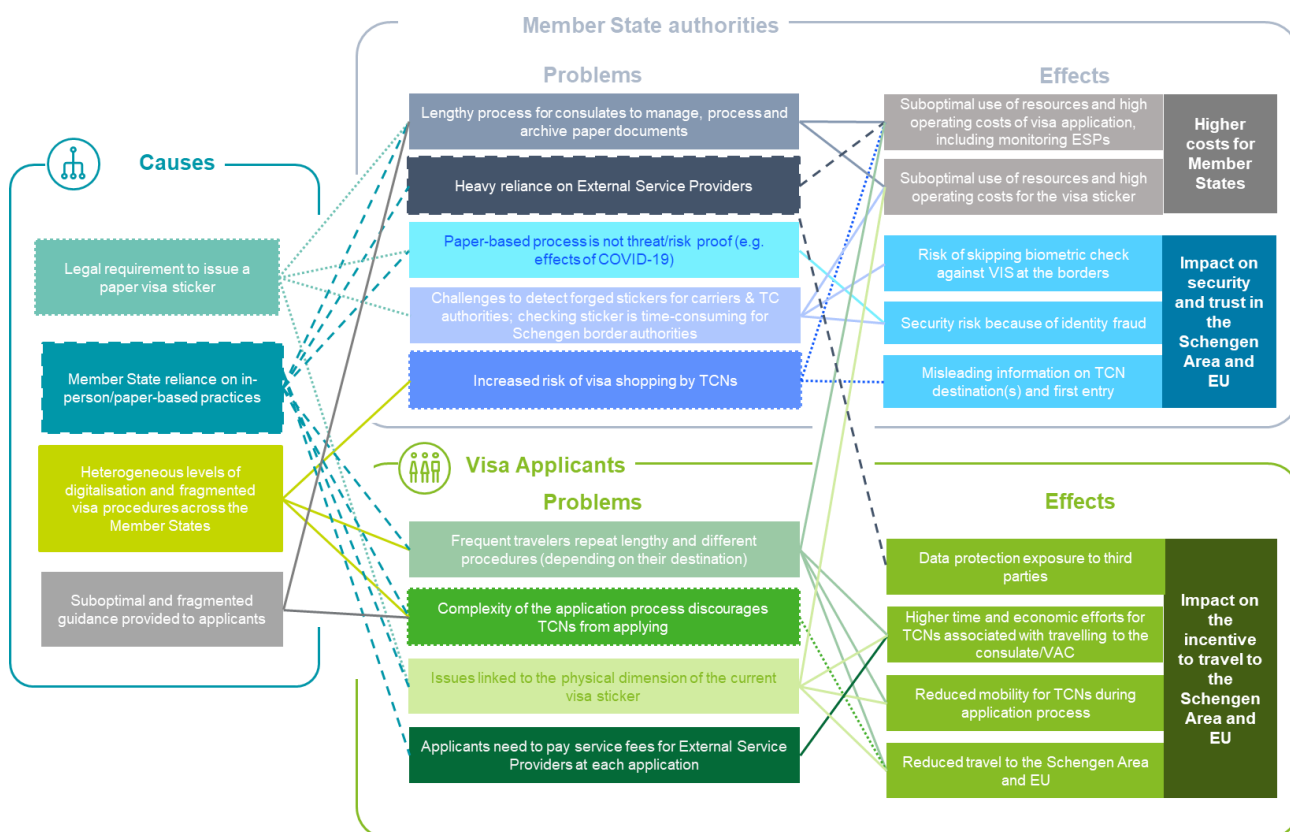 Member State authorities
Problems
Effects
Lengthy process for consulates to manage, process and
archive paper documents
Heavy reliance on External Service Providers
Paper-based process is not threat/risk proof (e.g.
effects of COVID-19)
Challenges to detect forged stickers for carriers & TC
authorities; checking sticker is time-consuming for
Schengen border authorities
Increased risk of visa shopping by TCNs
Suboptimal use of resources and high
operating costs of visa application,
including monitoring ESPs
Suboptimal use of resources and high
operating costs for the visa sticker
Higher
costs for
Member
States
Risk of skipping biometric check
against VIS at the borders
Security risk because of identity fraud
Misleading information on TCN
destination(s) and first entry
Impact on
security
and trust in
the
Schengen
Area and
EU
Causes
Legal requirement to issue a
paper visa sticker
Member State reliance on in-
person/paper-based practices
Heterogeneous levels of
digitalisation and fragmented
visa procedures across the
Member States
Suboptimal and fragmented
guidance provided to applicants
Visa Applicants
Problems
Effects
Frequent travelers repeat lengthy and different
procedures (depending on their destination)
Complexity of the application process discourages
TCNs from applying
Issues linked to the physical dimension of the current
visa sticker
Applicants need to pay service fees for External Service
Providers at each application
Data protection exposure to third
parties
Higher time and economic efforts for
TCNs associated with travelling to the
consulate/VAC
Reduced mobility for TCNs during
application process
Reduced travel to the Schengen Area
and EU
Impact on
the
incentive
to travel to
the
Schengen
Area and
EU